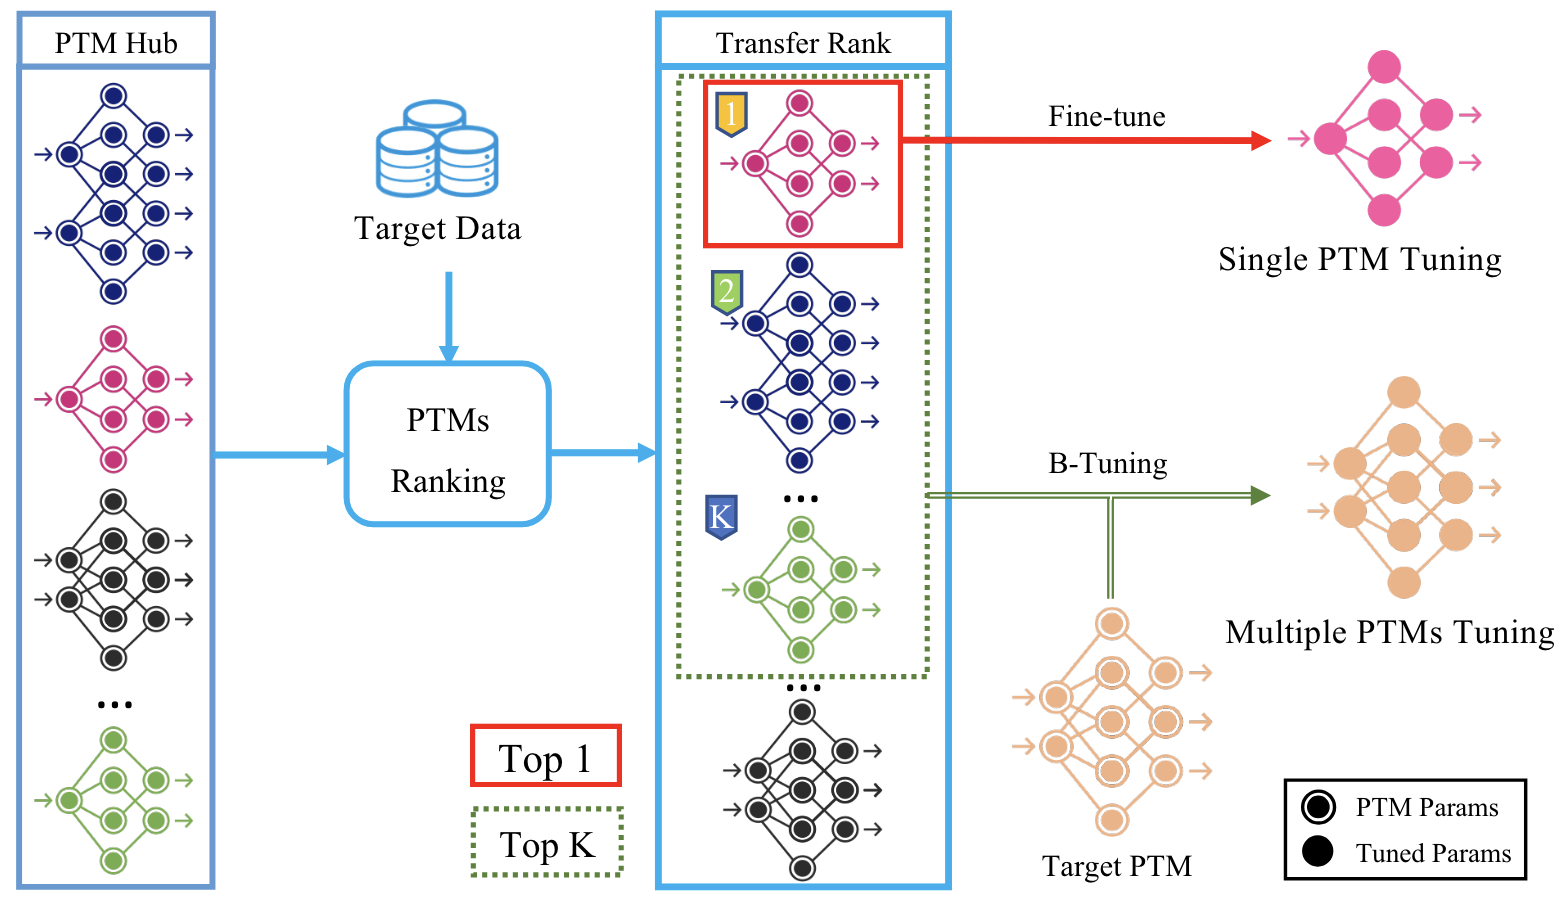 PTM Hub
Target Data
PTMs
Ranking
Transfer Rank
1
2
...
K
...
...
Fine-tune
Single PTM Tuning
B-Tuning
Multiple PTMs Tuning
Target PTM
Top 1
Top K
PTM Params
Tuned Params